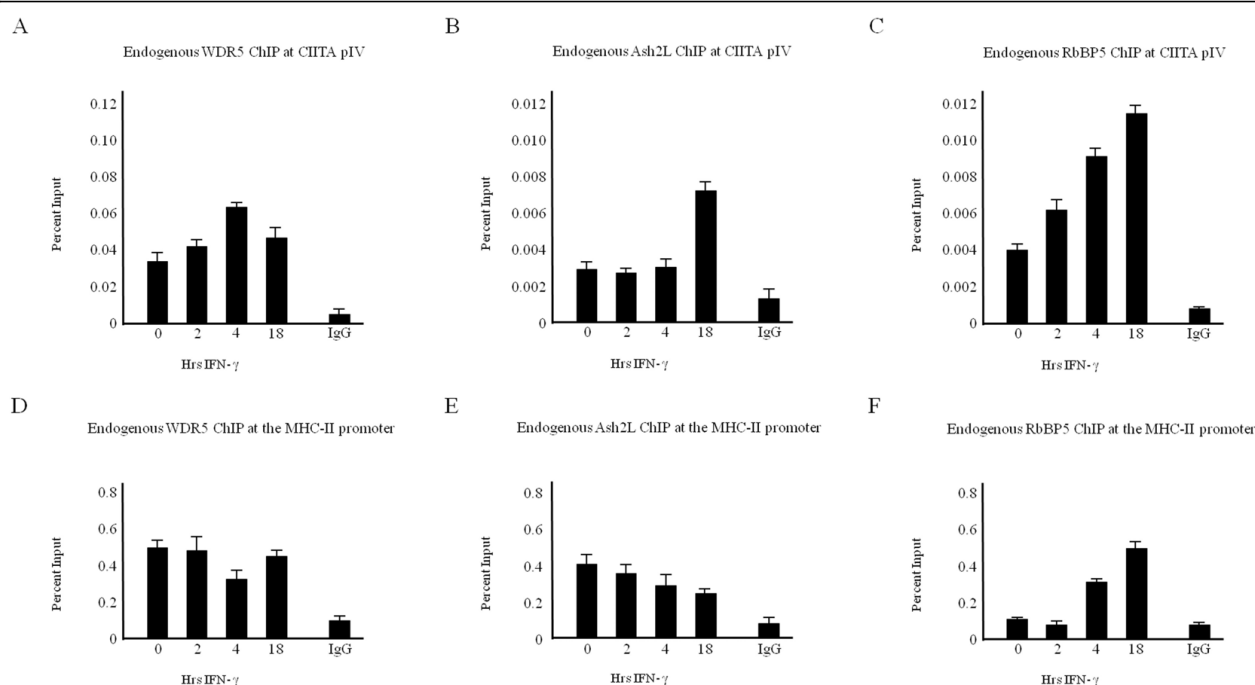 A
Endogenous WDR5 ChIP at CIITA pIV
Percent Input
0.12
0.10
0.08
0.06
0.04
0.02
0
0 2 4 18 IgG
Hrs IFN-γ
B
Endogenous Ash2L ChIP at CIITA pIV
Percent Input
0.012
0.010
0.008
0.006
0.004
0.002
0
0 2 4 18 IgG
Hrs IFN-γ
C
Endogenous RbBP5 ChIP at CIITA pIV
Percent Input
0.012
0.010
0.008
0.006
0.004
0.002
0
0 2 4 18 IgG
Hrs IFN-γ
D
Endogenous WDR5 ChIP at the MHC-II promoter
Percent Input
0.8
0.6
0.4
0.2
0
0 2 4 18 IgG
Hrs IFN-γ
E
Endogenous Ash2L ChIP at the MHC-II promoter
Percent Input
0.8
0.6
0.4
0.2
0
0 2 4 18 IgG
Hrs IFN-γ
F
Endogenous RbBP5 ChIP at the MHC-II promoter
Percent Input
0.8
0.6
0.4
0.2
0
0 2 4 18 IgG
Hrs IFN-γ